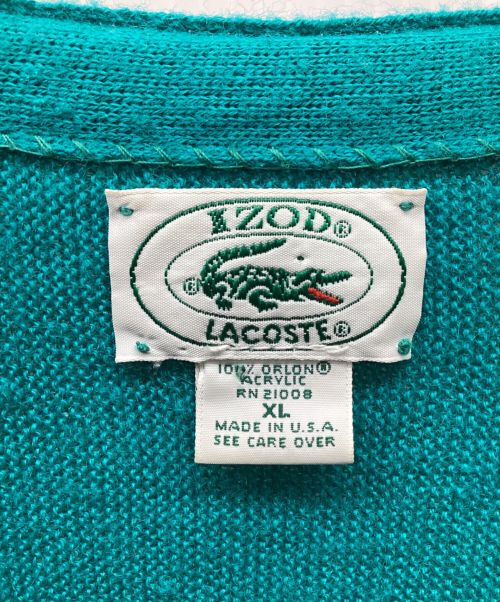 IZOD®
®
LACOSTE®
100% ORLON®
ACRYLIC
RN 21008
XL
MADE IN U.S.A.
SEE CARE OVER